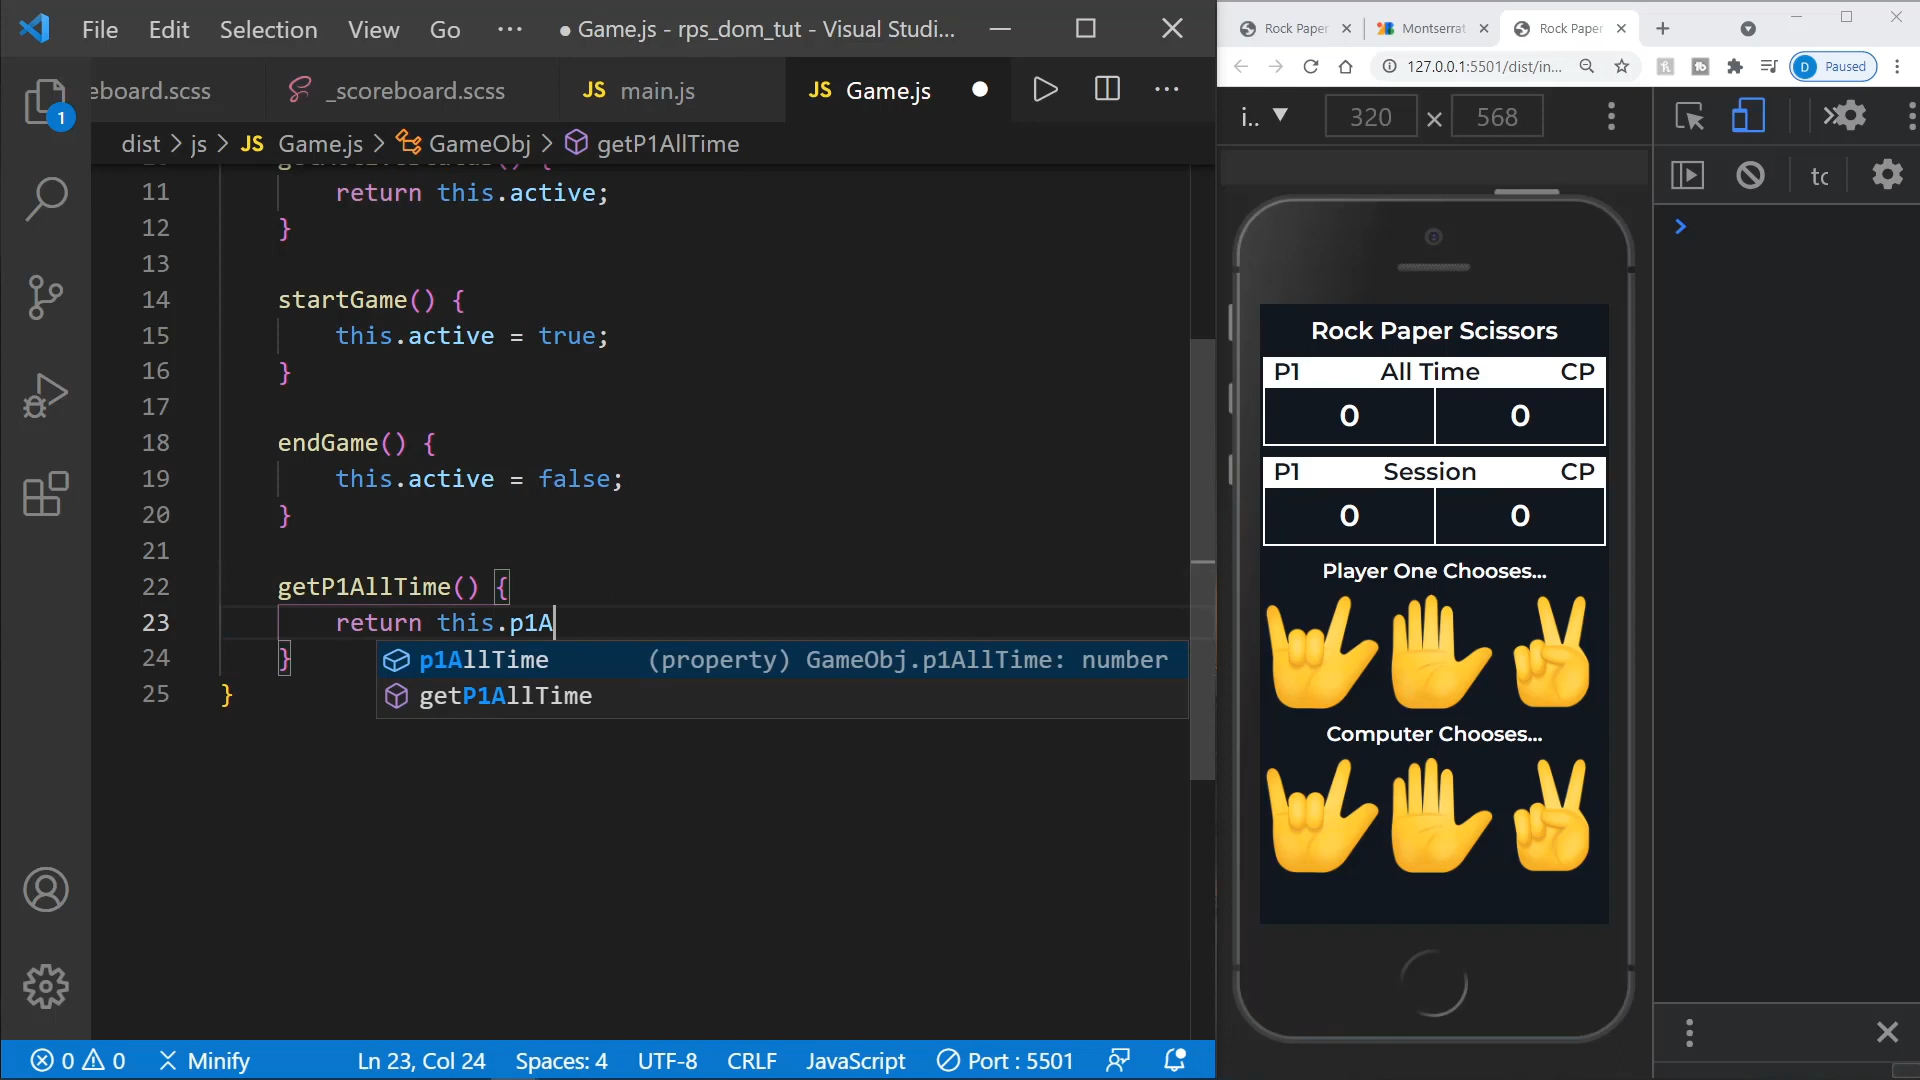 File Edit Selection View Go ··· ● Game.js - rps_dom_tut - Visual Studi...
eboard.scss _scoreboard.scss JS main.js JS Game.js ● ···
dist > js > JS Game.js > GameObj > getP1AllTime
11 return this.active;
12 }
13
14 startGame() {
15 this.active = true;
16 }
17
18 endGame() {
19 this.active = false;
20 }
21
22 getP1AllTime() {
23 return this.p1A
24 }
25 }
p1AllTime (property) GameObj.p1AllTime: number
getP1AllTime
1
0 0 Minify Ln 23, Col 24 Spaces: 4 UTF-8 CRLF JavaScript Port : 5501
Rock Paper Montserrat Rock Paper
127.0.0.1:5501/dist/in... D Paused
i.. ▼ 320 × 568
Rock Paper Scissors
P1 All Time CP
0 0
P1 Session CP
0 0
Player One Chooses...
Computer Chooses...